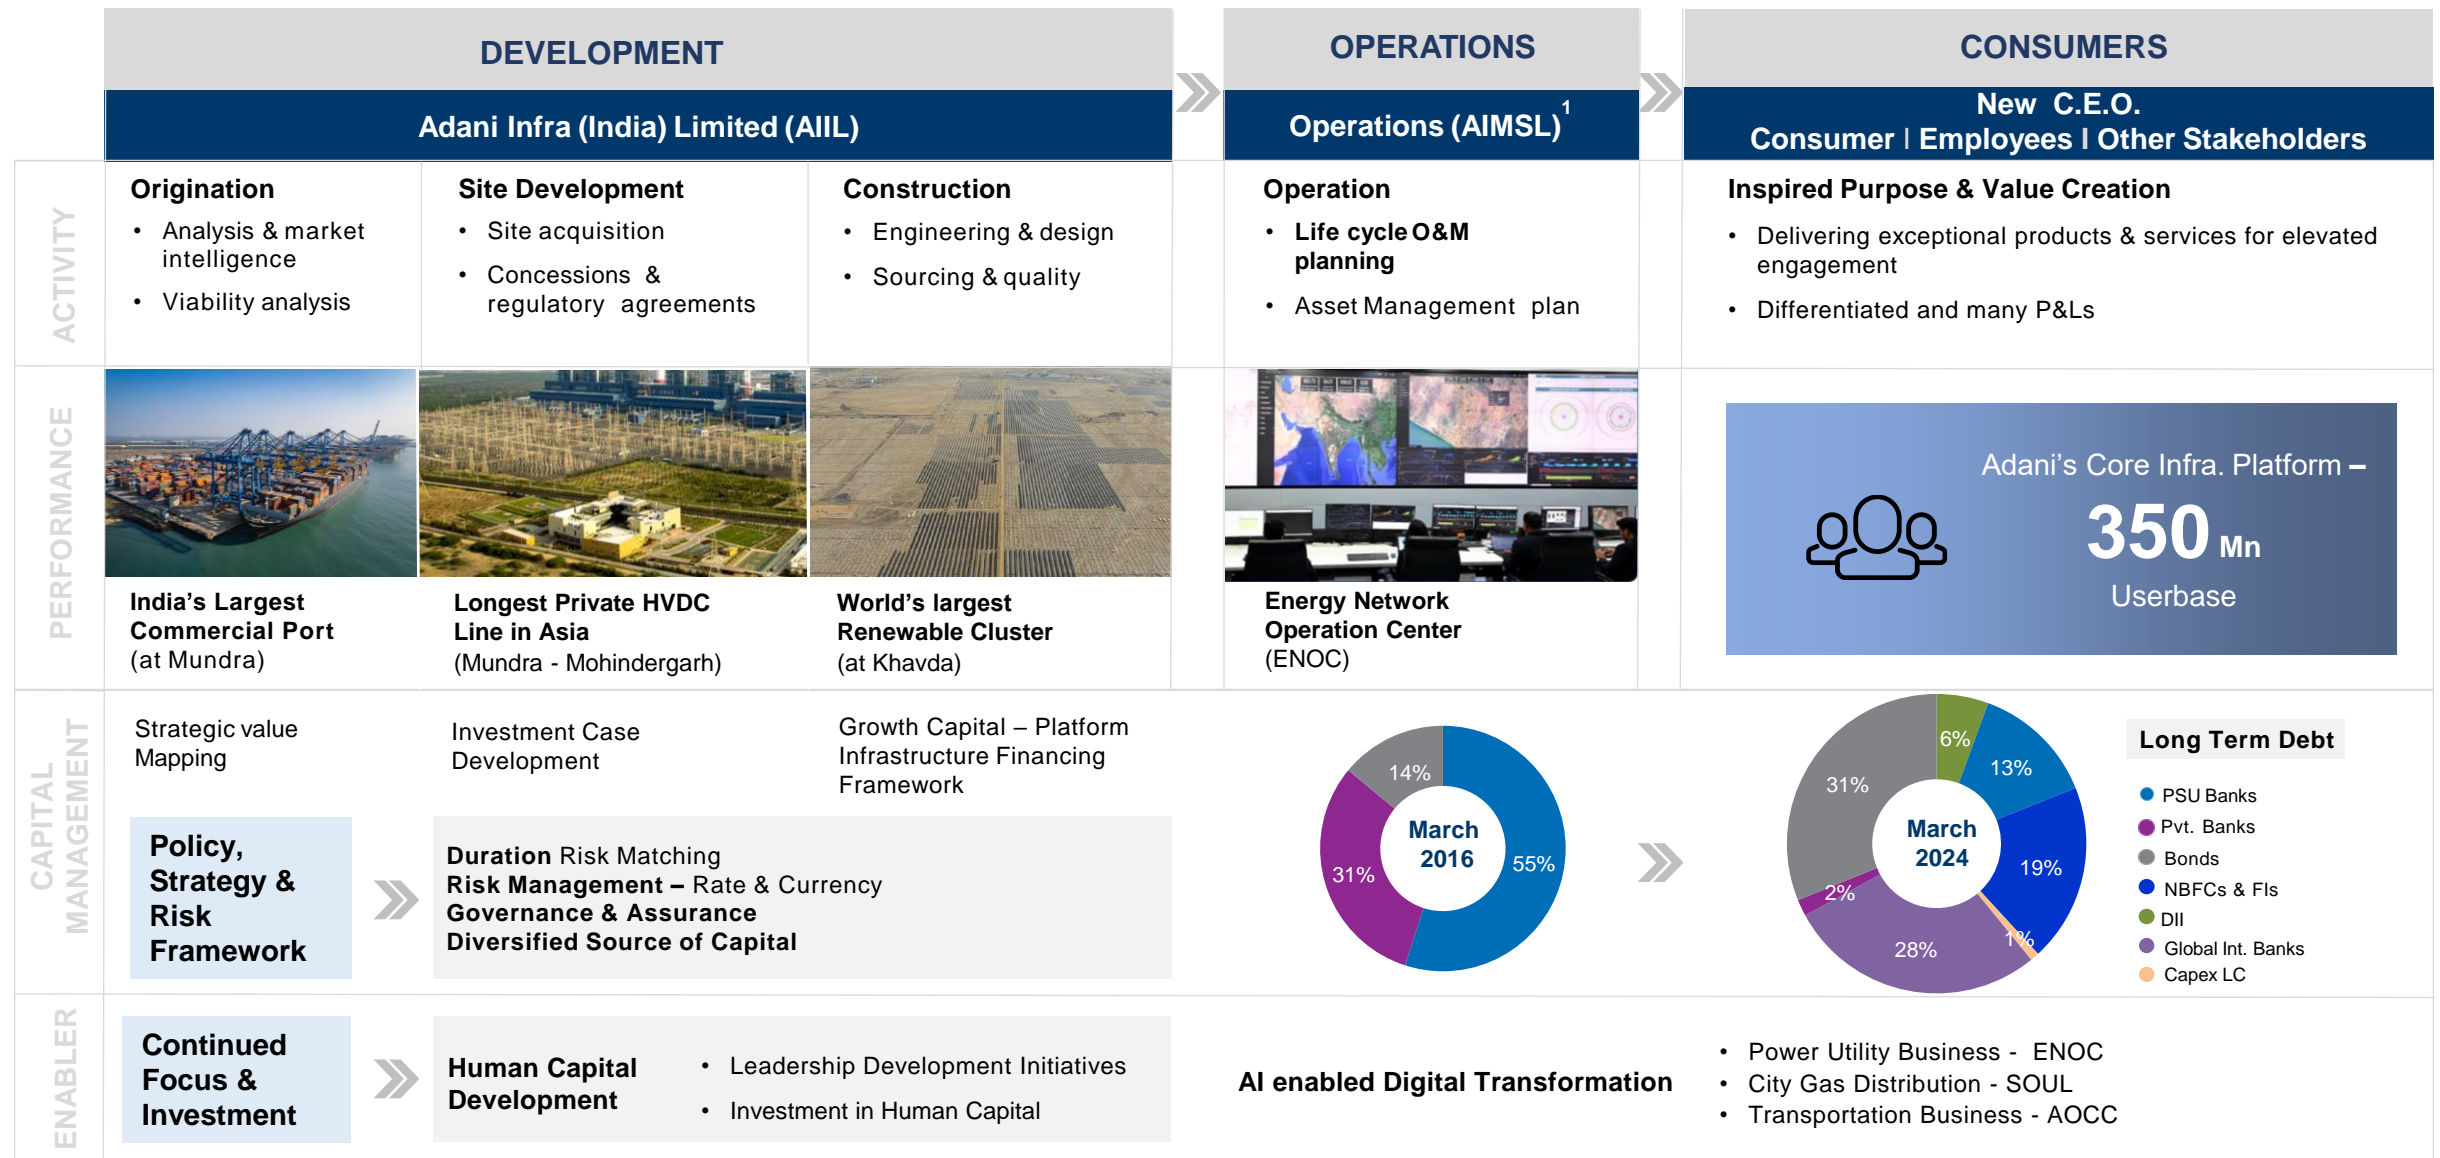 DEVELOPMENT
OPERATIONS
CONSUMERS
Adani Infra (India) Limited (AIIL)
Operations (AIMSL)1
New C.E.O.
Consumer I Employees I Other Stakeholders
ACTIVITY
Origination
• Analysis & market
intelligence
• Viability analysis
Site Development
• Site acquisition
• Concessions &
regulatory agreements
Construction
• Engineering & design
• Sourcing & quality
Operation
• Life cycle O&M
planning
• Asset Management plan
Inspired Purpose & Value Creation
• Delivering exceptional products & services for elevated
engagement
• Differentiated and many P&Ls
PERFORMANCE
India's Largest
Commercial Port
(at Mundra)
Longest Private HVDC
Line in Asia
(Mundra - Mohindergarh)
World's largest
Renewable Cluster
(at Khavda)
Energy Network
Operation Center
(ENOC)
Adani's Core Infra. Platform –
350 Mn
Userbase
CAPITAL
MANAGEMENT
Strategic value
Mapping
Investment Case
Development
Growth Capital – Platform
Infrastructure Financing
Framework
Policy,
Strategy &
Risk
Framework
Duration Risk Matching
Risk Management – Rate & Currency
Governance & Assurance
Diversified Source of Capital
14%
31%
55%
March
2016
6%
13%
31%
19%
2%
28%
1%
March
2024
Long Term Debt
PSU Banks
Pvt. Banks
Bonds
NBFCs & FIs
DII
Global Int. Banks
Capex LC
ENABLER
Continued
Focus &
Investment
Human Capital
Development
• Leadership Development Initiatives
• Investment in Human Capital
AI enabled Digital Transformation
• Power Utility Business - ENOC
• City Gas Distribution - SOUL
• Transportation Business - AOCC